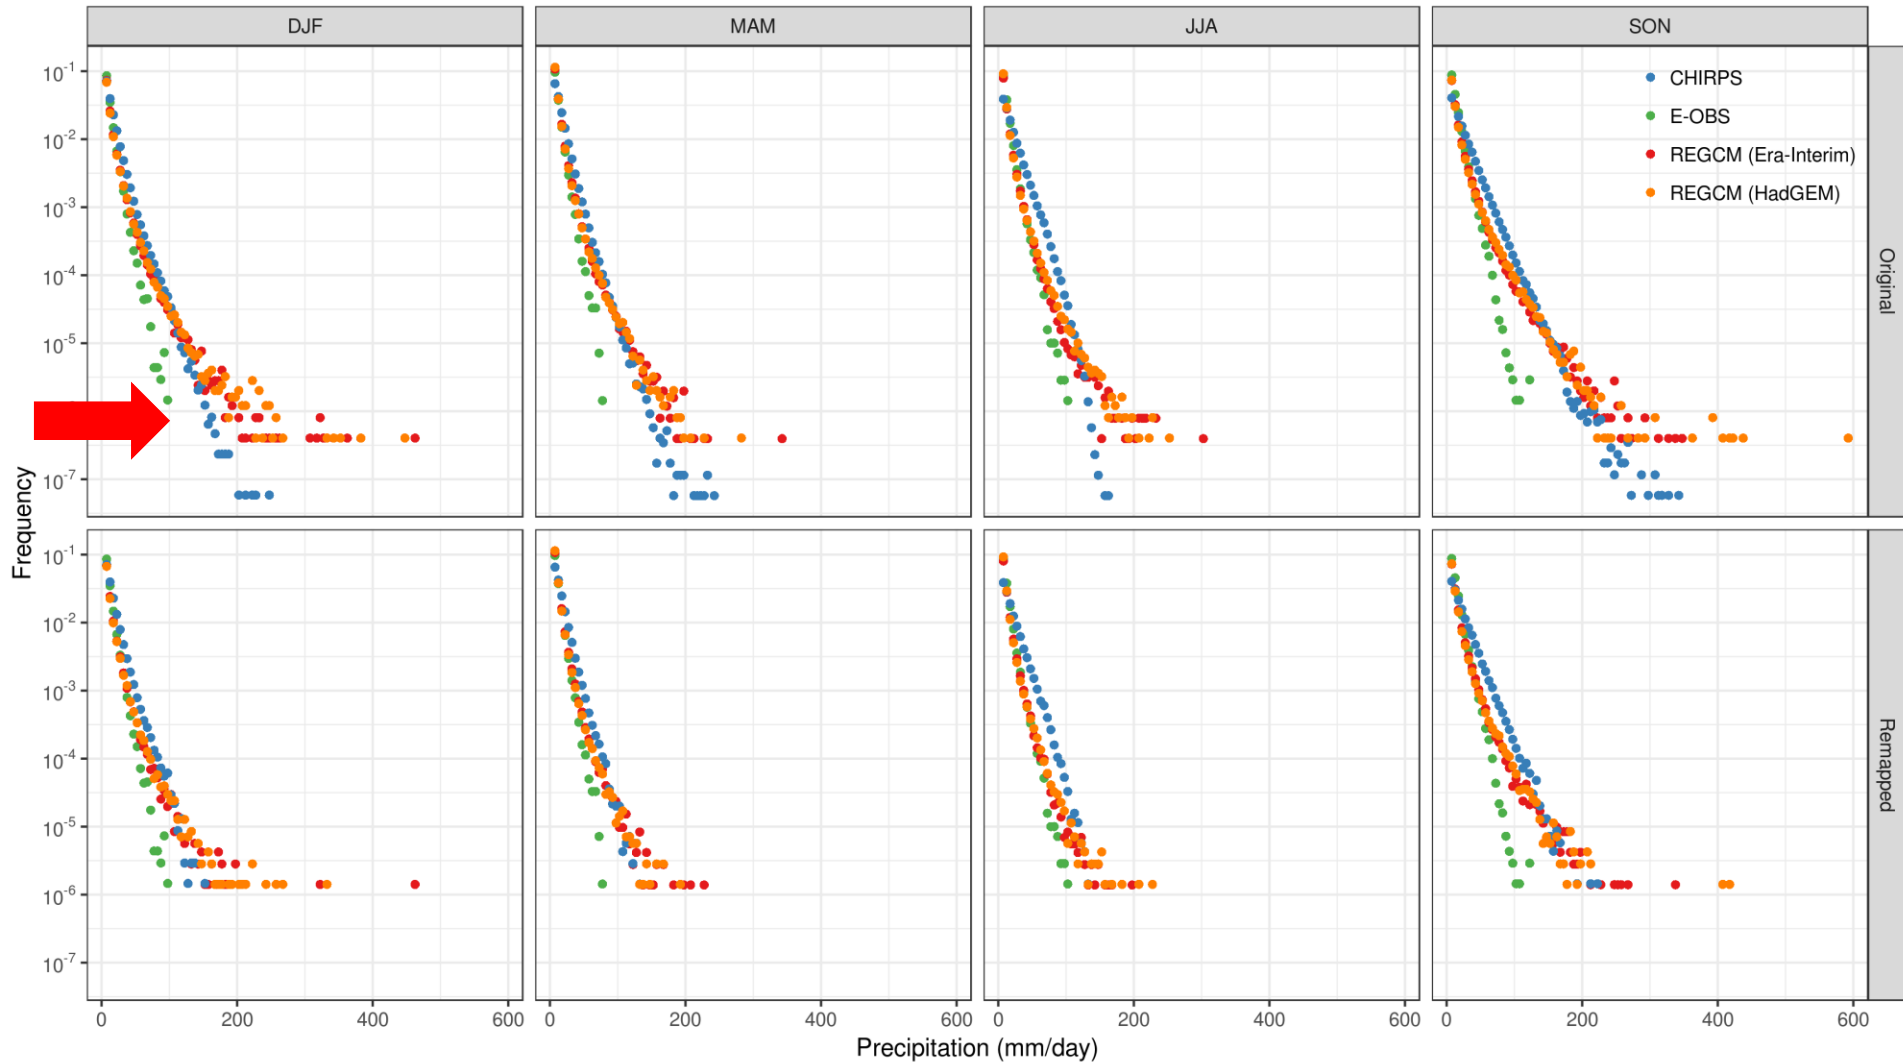 DJF MAM JJA SON
CHIRPS
E-OBS
REGCM (Era-Interim)
REGCM (HadGEM)
10⁻¹
10⁻²
10⁻³
10⁻⁴
10⁻⁵
10⁻⁷
Original
Frequency
10⁻¹
10⁻²
10⁻³
10⁻⁴
10⁻⁵
10⁻⁶
10⁻⁷
Remapped
0 200 400 600 0 200 400 600 0 200 400 600 0 200 400 600
Precipitation (mm/day)